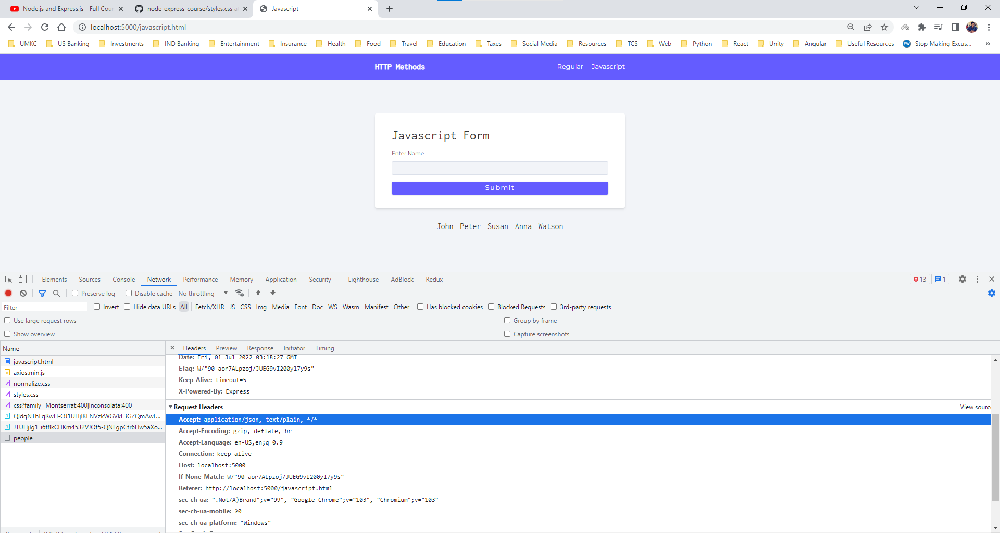 Node.js and Express.js - Full Cou
node-express-course/styles.css a
Javascript
localhost:5000/javascript.html
UMKC US Banking Investments IND Banking Entertainment Insurance Health Food Travel Education Taxes Social Media Resources TCS Web Python React Unity Angular Useful Resources FW Stop Making Excus... »
HTTP Methods Regular Javascript
Javascript Form
Enter Name
Submit
John Peter Susan Anna Watson
Elements Sources Console Network Performance Memory Application Security Lighthouse AdBlock Redux 13 1
Preserve log Disable cache No throttling
Filter Invert Hide data URLs All Fetch/XHR JS CSS Img Media Font Doc WS Wasm Manifest Other Has blocked cookies Blocked Requests 3rd-party requests
Use large request rows Group by frame
Show overview Capture screenshots
Name
javascript.html
axios.min.js
normalize.css
styles.css
css?family=Montserrat:400|Inconsolata:400
people
Headers Preview Response Initiator Timing
Date: Fri, 01 Jul 2022 03:18:27 GMT
ETag: W/"90-aor7ALpzoj/JUEG9vI200yl7y9s"
Keep-Alive: timeout=5
X-Powered-By: Express
Request Headers View source
Accept: application/json, text/plain, */*
Accept-Encoding: gzip, deflate, br
Accept-Language: en-US,en;q=0.9
Connection: keep-alive
Host: localhost:5000
If-None-Match: W/"90-aor7ALpzoj/JUEG9vI200yl7y9s"
Referer: http://localhost:5000/javascript.html
sec-ch-ua: ".Not/A)Brand";v="99", "Google Chrome";v="103", "Chromium";v="103"
sec-ch-ua-mobile: ?0
sec-ch-ua-platform: "Windows"